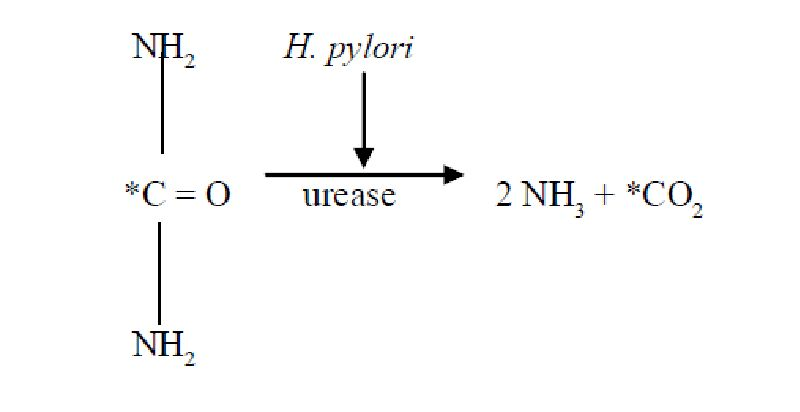 NH₂ H. pylori
*C = O urease 2 NH₃ + *CO₂
NH₂